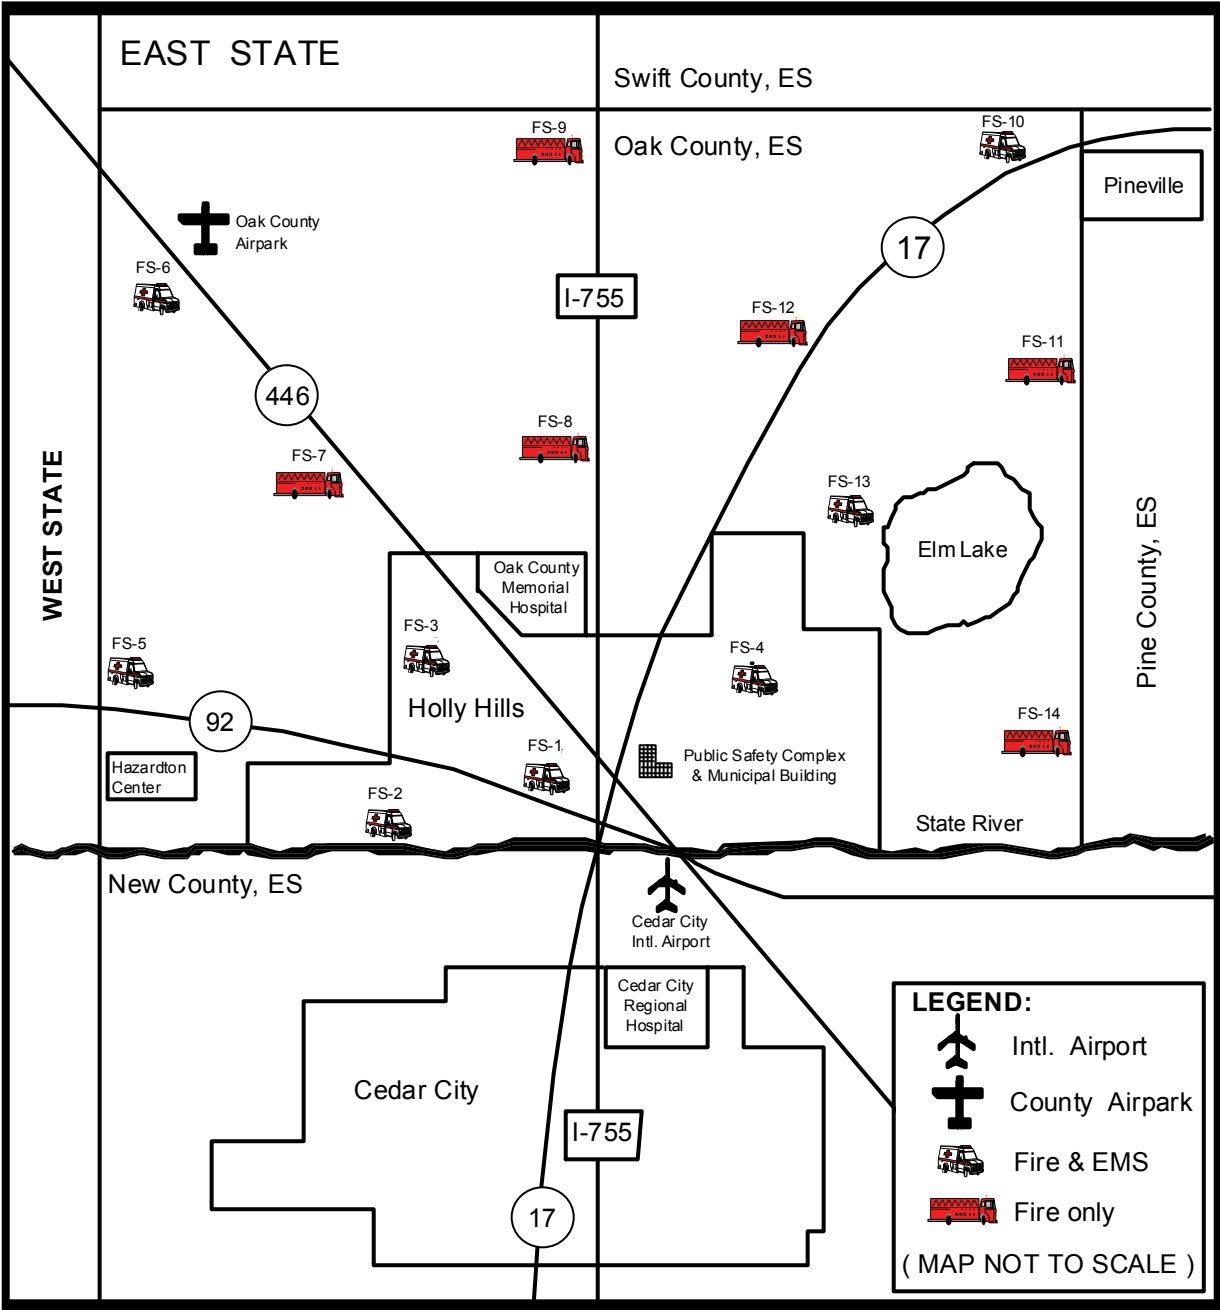 EAST STATE
Swift County, ES
FS-10
FS-9
Oak County, ES
Pineville
Oak County
Airpark
17
FS-6
I-755
FS-12
FS-11
446
FS-8
FS-7
FS-13
WEST STATE
Pine County, ES
Elm Lake
Oak County
Memorial
Hospital
FS-3
FS-5
FS-4
Holly Hills
92
FS-14
FS-1
Public Safety Complex
& Municipal Building
Hazardton
Center
FS-2
State River
New County, ES
Cedar City
Intl. Airport
Cedar City
Regional
Hospital
Cedar City
I-755
17
LEGEND:
Intl. Airport
County Airpark
Fire & EMS
Fire only
( MAP NOT TO SCALE )